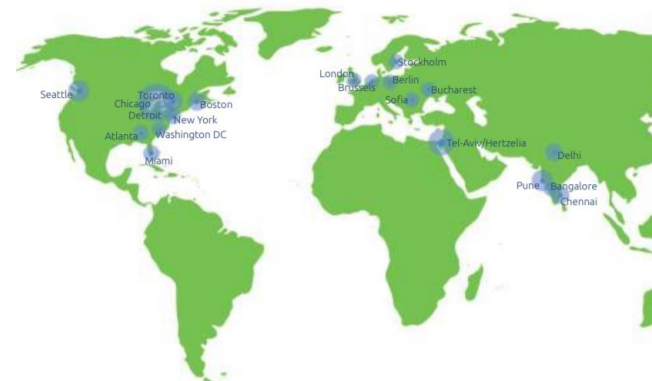 Seattle
Toronto
Chicago
Detroit
Boston
New York
Atlanta
Washington DC
Miami
Stockholm
London
Brussels
Berlin
Sofia
Bucharest
Tel-Aviv/Hertzelia
Delhi
Pune
Bangalore
Chennai